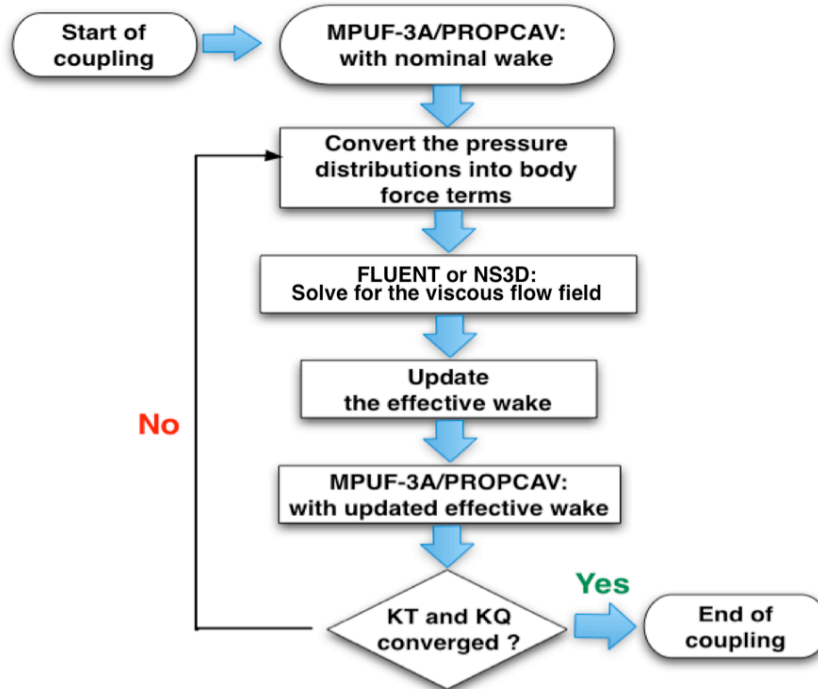 Start of
coupling
MPUF-3A/PROPCAV:
with nominal wake
Convert the pressure
distributions into body
force terms
FLUENT or NS3D:
Solve for the viscous flow field
Update
the effective wake
No
MPUF-3A/PROPCAV:
with updated effective wake
KT and KQ
converged ?
Yes
End of
coupling